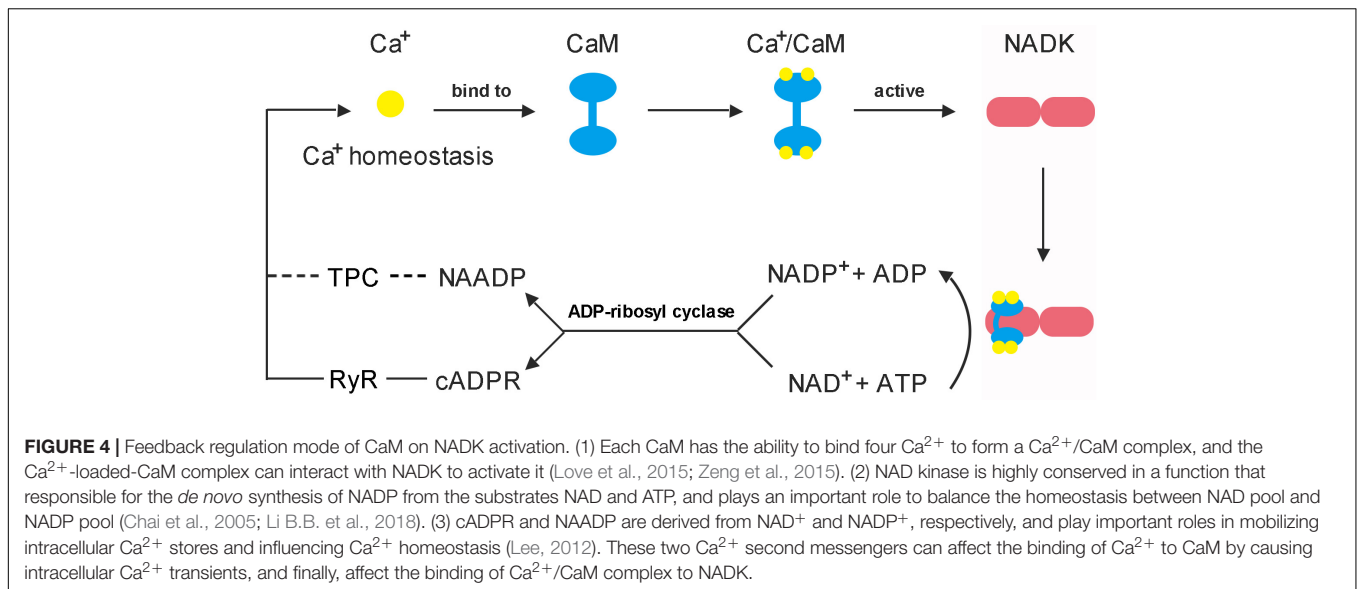 Ca⁺ CaM Ca⁺/CaM NADK
bind to active
Ca⁺ homeostasis
TPC NAADP NADP⁺ + ADP
ADP-ribosyl cyclase
RyR cADPR NAD⁺ + ATP
FIGURE 4 | Feedback regulation mode of CaM on NADK activation. (1) Each CaM has the ability to bind four Ca²⁺ to form a Ca²⁺/CaM complex, and the
Ca²⁺-loaded-CaM complex can interact with NADK to activate it (Love et al., 2015; Zeng et al., 2015). (2) NAD kinase is highly conserved in a function that
responsible for the de novo synthesis of NADP from the substrates NAD and ATP, and plays an important role to balance the homeostasis between NAD pool and
NADP pool (Chai et al., 2005; Li B.B. et al., 2018). (3) cADPR and NAADP are derived from NAD⁺ and NADP⁺, respectively, and play important roles in mobilizing
intracellular Ca²⁺ stores and influencing Ca²⁺ homeostasis (Lee, 2012). These two Ca²⁺ second messengers can affect the binding of Ca²⁺ to CaM by causing
intracellular Ca²⁺ transients, and finally, affect the binding of Ca²⁺/CaM complex to NADK.